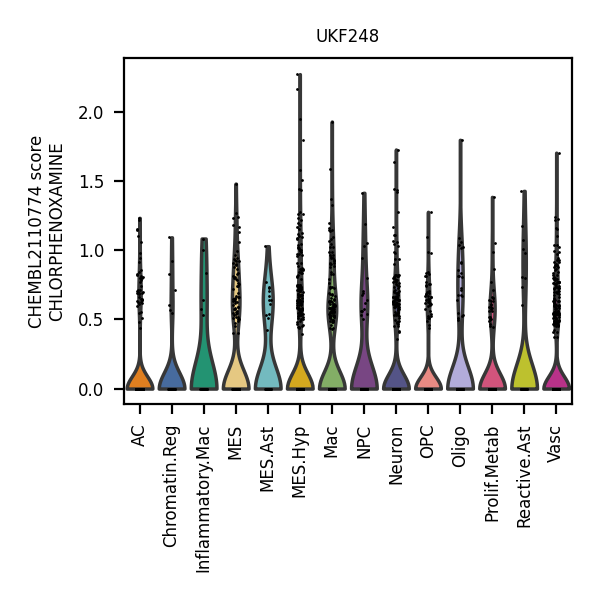 UKF248
CHEMBL2110774 score
CHLORPHENOXAMINE
2.0
1.5
1.0
0.5
0.0
AC
Chromatin.Reg
Inflammatory.Mac
MES
MES.Ast
MES.Hyp
Mac
NPC
Neuron
OPC
Oligo
Prolif.Metab
Reactive.Ast
Vasc